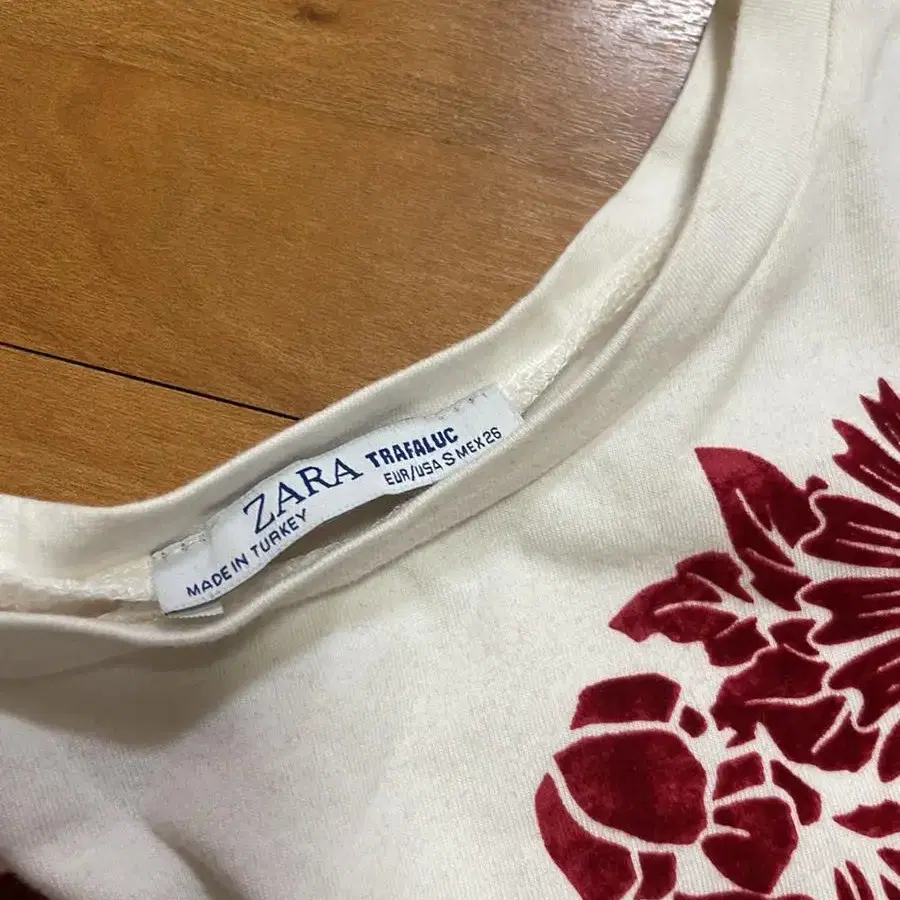 ZARA TRAFALUC
EUR/USA S MEX 26
MADE IN TURKEY